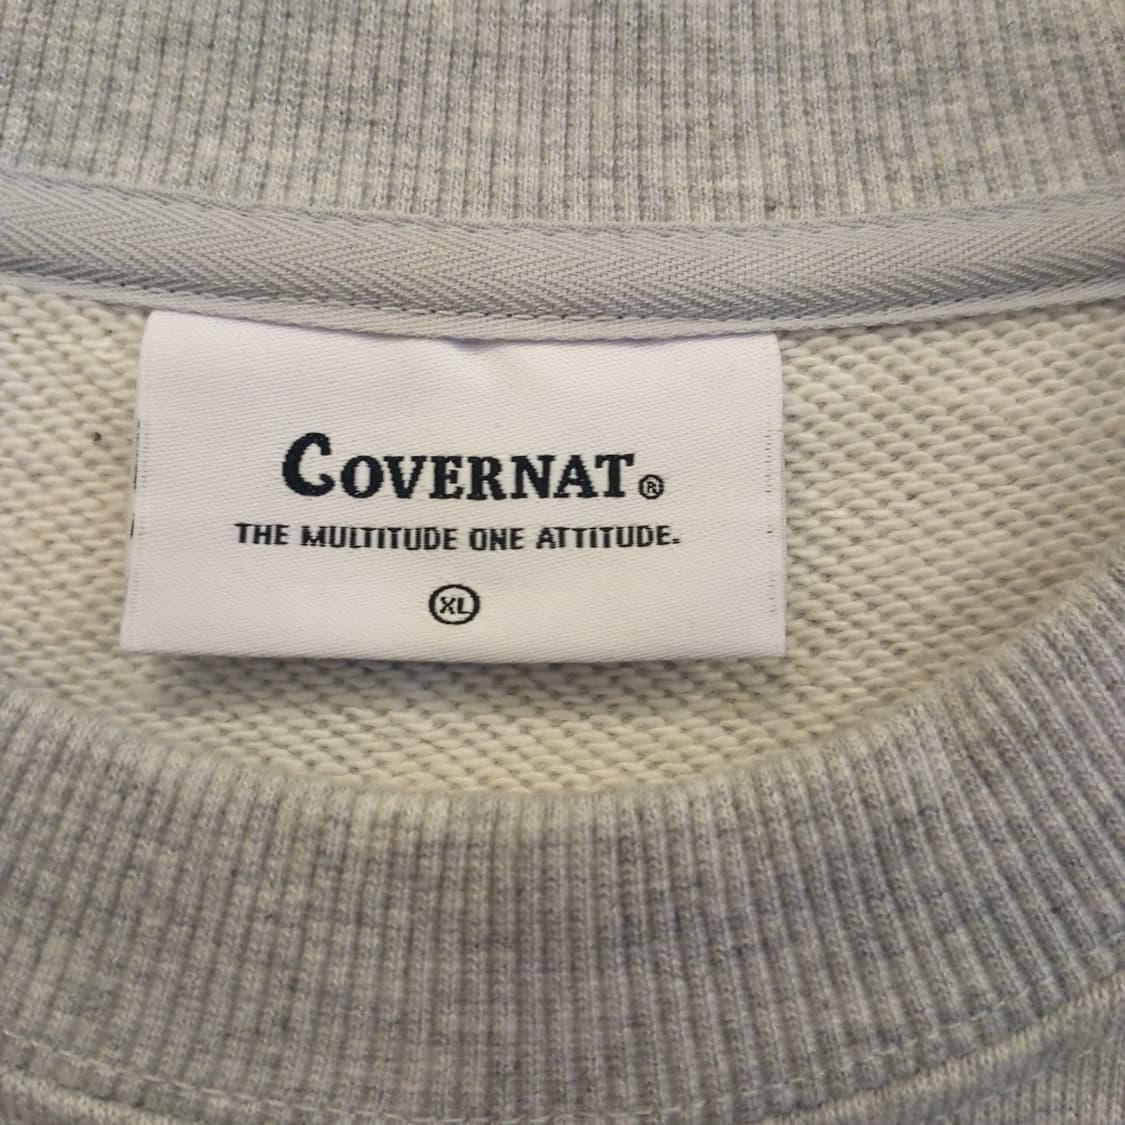 COVERNAT®
THE MULTITUDE ONE ATTITUDE.
XL